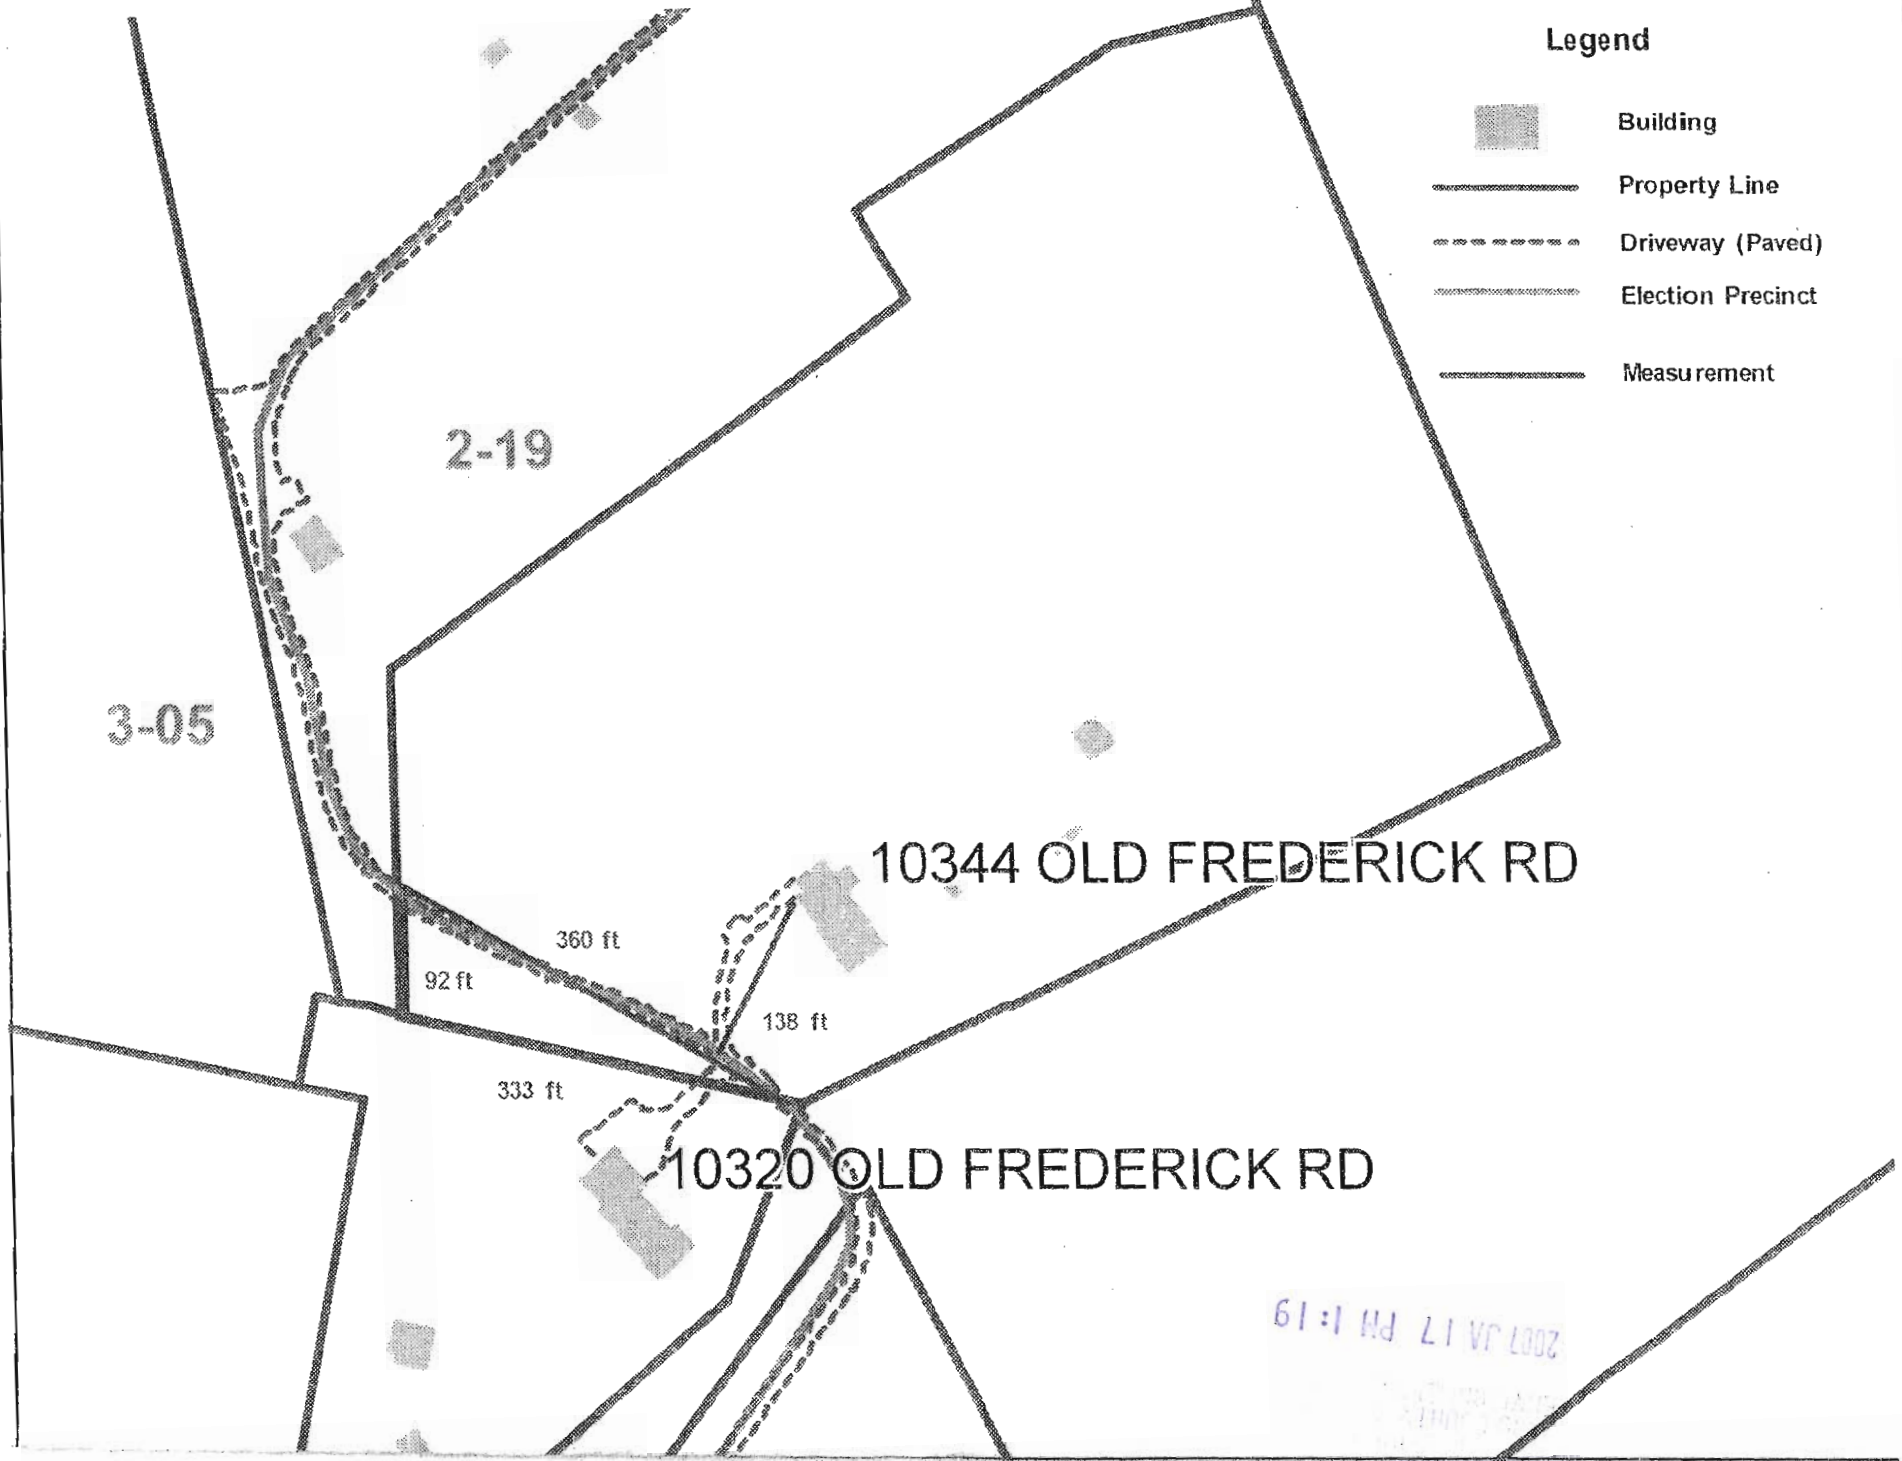 Legend
Building
Property Line
Driveway (Paved)
Election Precinct
Measurement
2-19
3-05
10344 OLD FREDERICK RD
360 ft
92 ft
138 ft
333 ft
10320 OLD FREDERICK RD
2007 JA 17 PM 1:19